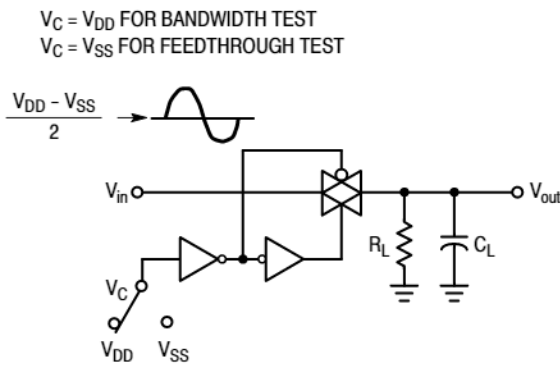 V_C = V_DD FOR BANDWIDTH TEST
V_C = V_SS FOR FEEDTHROUGH TEST
V_DD - V_SS
2
V_in
V_out
R_L
C_L
V_C
V_DD
V_SS